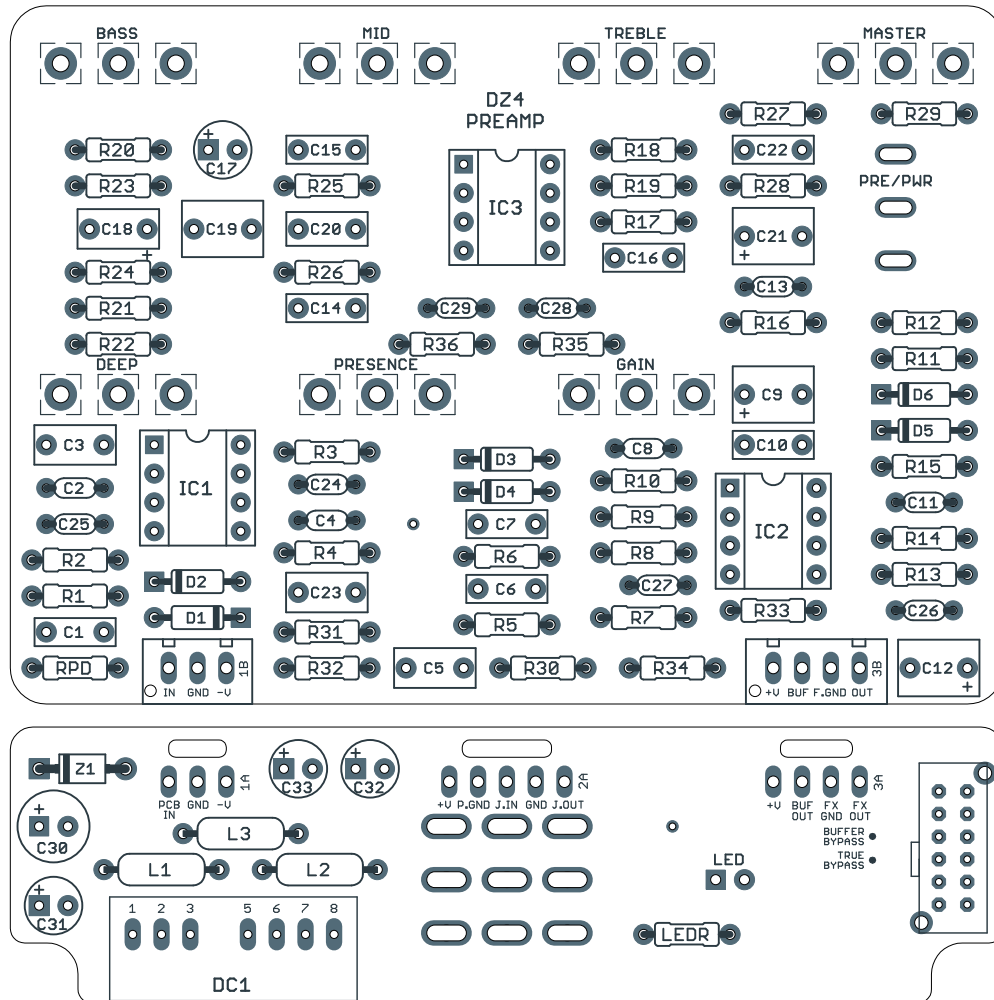 BASS MID TREBLE MASTER
DZ4
PREAMP
R27 R29
R20 C17 C15 R18 C22
R23 R25 IC3 R19 R28 PRE/PWR
C18 C19 C20 R17 C21
+
+
+
R24 R26 C16
C13
R21 C14 C29 C28 R16 R12
R22 R36 R35 R11
DEEP PRESENCE GAIN
C9 D6
+
C3 R3 D3 C8 C10 D5
C2 IC1 C24 D4 R10 R15
C25 C4 C7 R9 IC2 C11
R2 R4 R6 R8 R14
R1 D2 C23 C6 C27 R13
C1 D1 R31 R5 R7 R33 C26
RPD 1B R32 C5 R30 R34 3B C12
IN GND -V +V BUF F.GND OUT +
+ +
Z1 1A C33 C32 2A 3A
PCB
IN GND -V +V P.GND J.IN GND J.OUT +V BUF
OUT FX
GND FX
OUT
+
C30 L3 BUFFER
BYPASS
L1 L2 LED TRUE
BYPASS
+
C31 1 2 3 5 6 7 8
LEDR
DC1